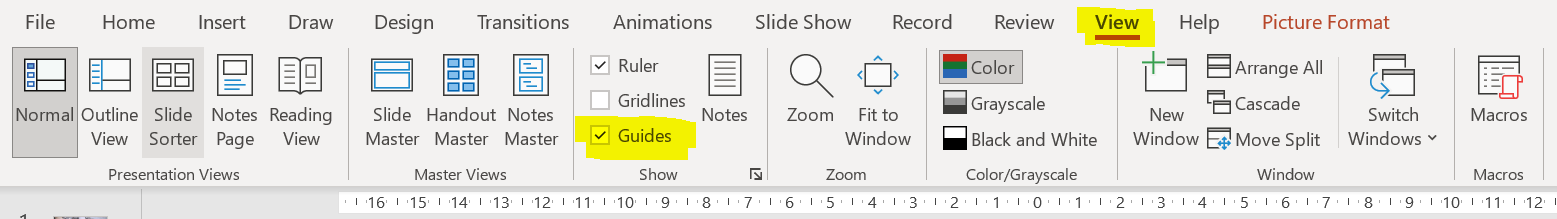 File Home Insert Draw Design Transitions Animations Slide Show Record Review View Help Picture Format
Normal
Outline View
Slide Sorter
Notes Page
Reading View
Presentation Views
Slide Master
Handout Master
Notes Master
Master Views
Ruler
Gridlines
Guides
Notes
Show
Zoom
Fit to Window
Zoom
Color
Grayscale
Black and White
Color/Grayscale
New Window
Arrange All
Cascade
Move Split
Switch Windows
Window
Macros
Macros
16 15 14 13 12 11 10 9 8 7 6 5 4 3 2 1 0 1 2 3 4 5 6 7 8 9 10 11 12